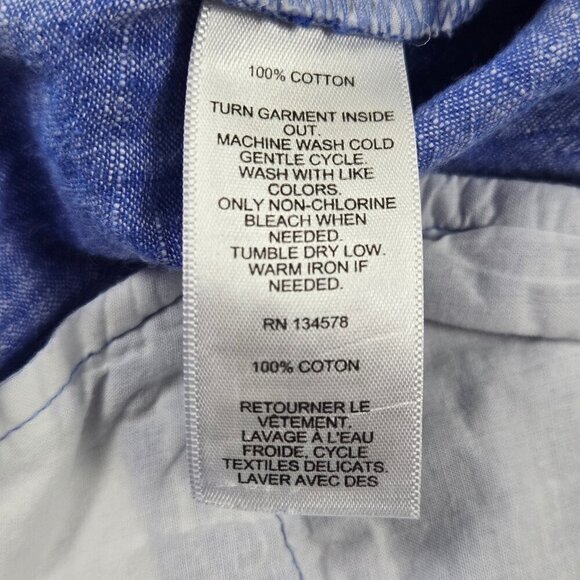 100% COTTON
TURN GARMENT INSIDE
OUT.
MACHINE WASH COLD
GENTLE CYCLE.
WASH WITH LIKE
COLORS.
ONLY NON-CHLORINE
BLEACH WHEN
NEEDED.
TUMBLE DRY LOW.
WARM IRON IF
NEEDED.
RN 134578
100% COTON
RETOURNER LE
VÊTEMENT.
LAVAGE À L'EAU
FROIDE, CYCLE
TEXTILES DÉLICATS.
LAVER AVEC DES